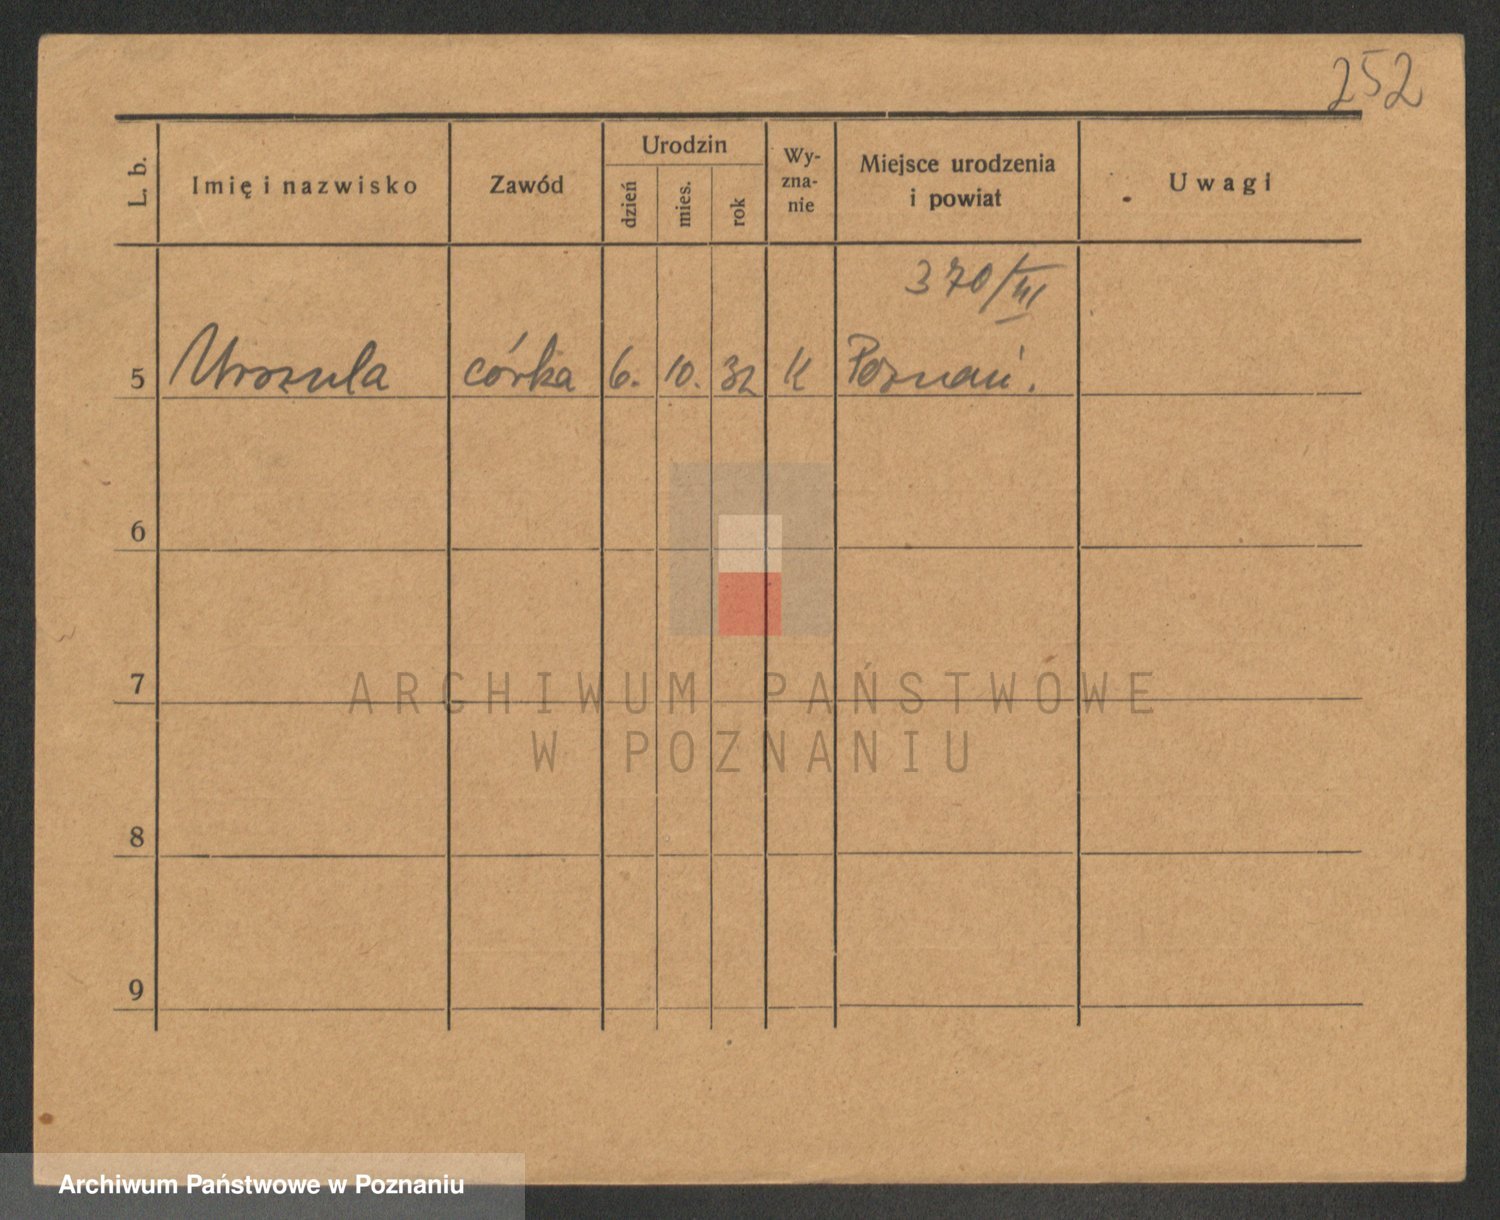 252
L. b. Imię i nazwisko Zawód Urodzin dzień mies. rok Wy-zna-nie Miejsce urodzenia i powiat Uwagi
370/III
5 Urszula córka 6. 10. 32 K Poznań.
6
7
8
9
ARCHIWUM PAŃSTWOWE
W POZNANIU
Archiwum Państwowe w Poznaniu